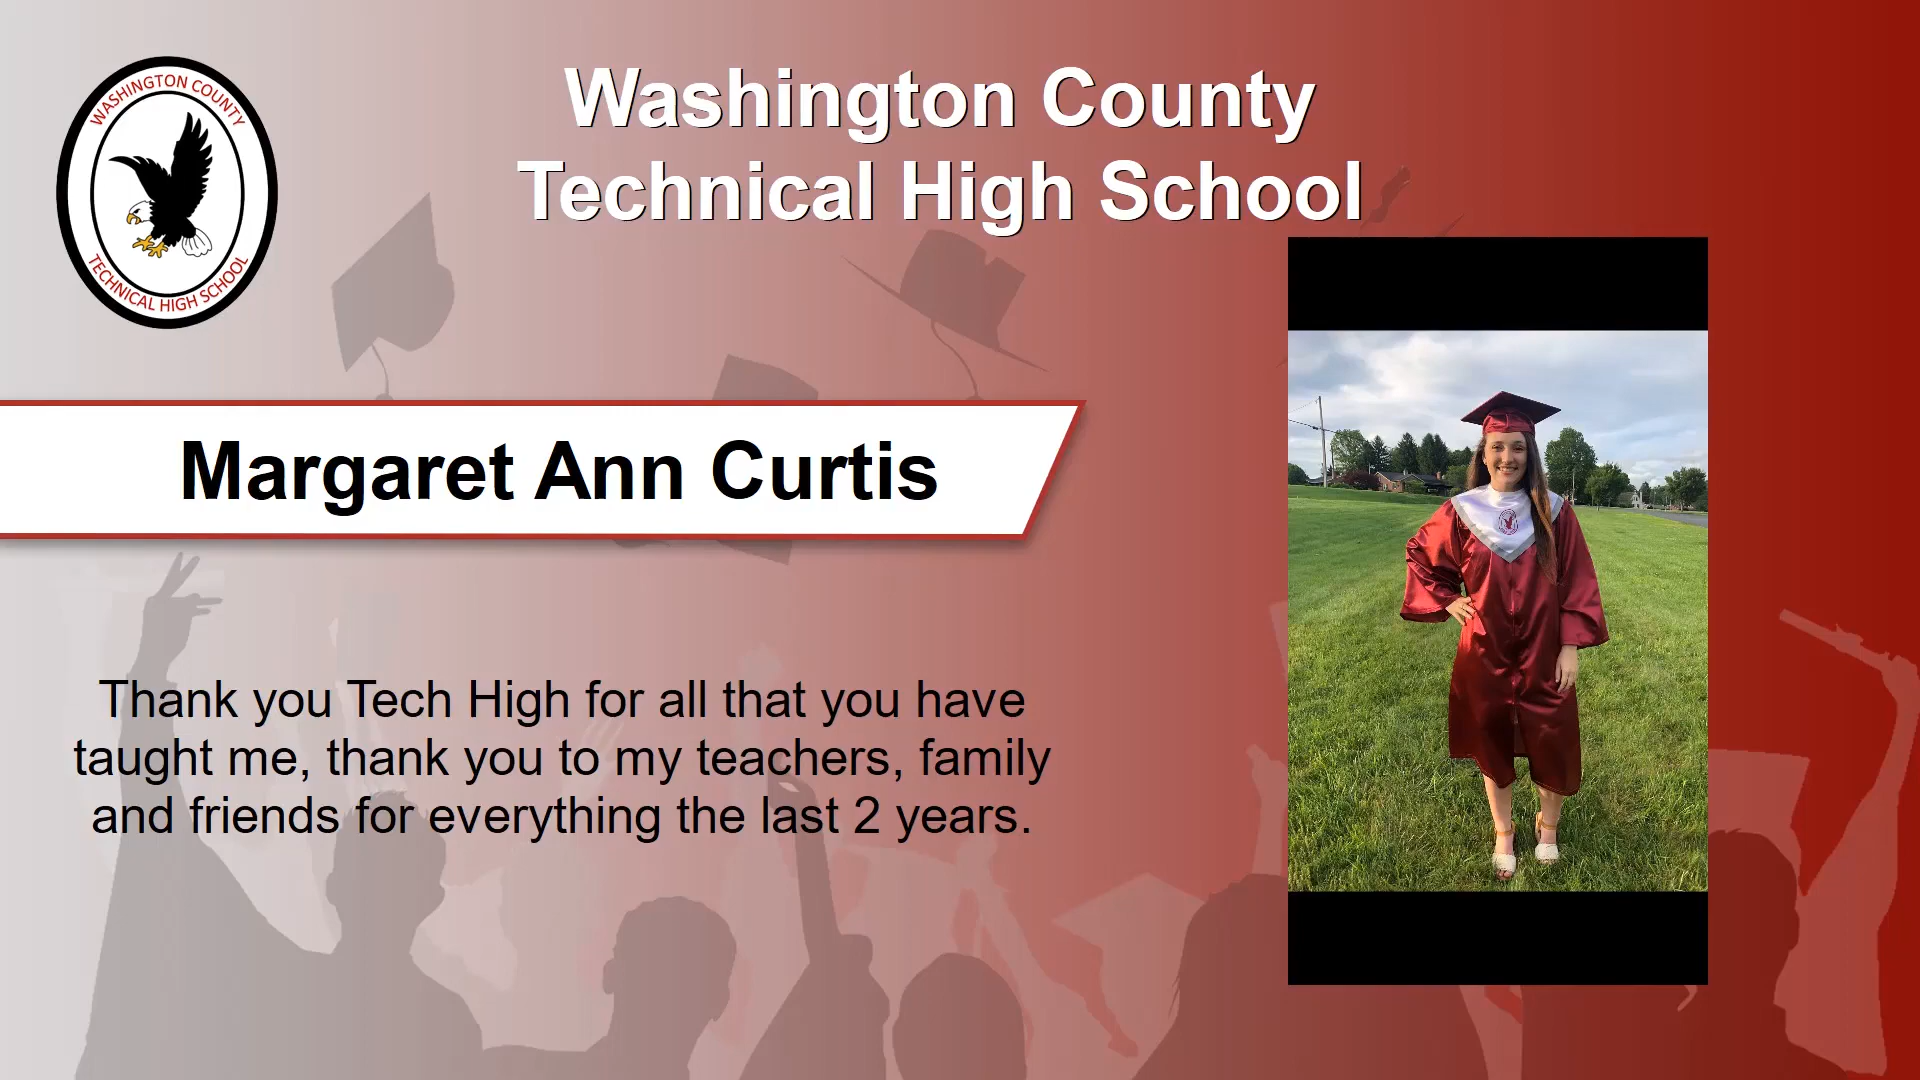 WASHINGTON COUNTY
TECHNICAL HIGH SCHOOL
Washington County
Technical High School
Margaret Ann Curtis
Thank you Tech High for all that you have
taught me, thank you to my teachers, family
and friends for everything the last 2 years.